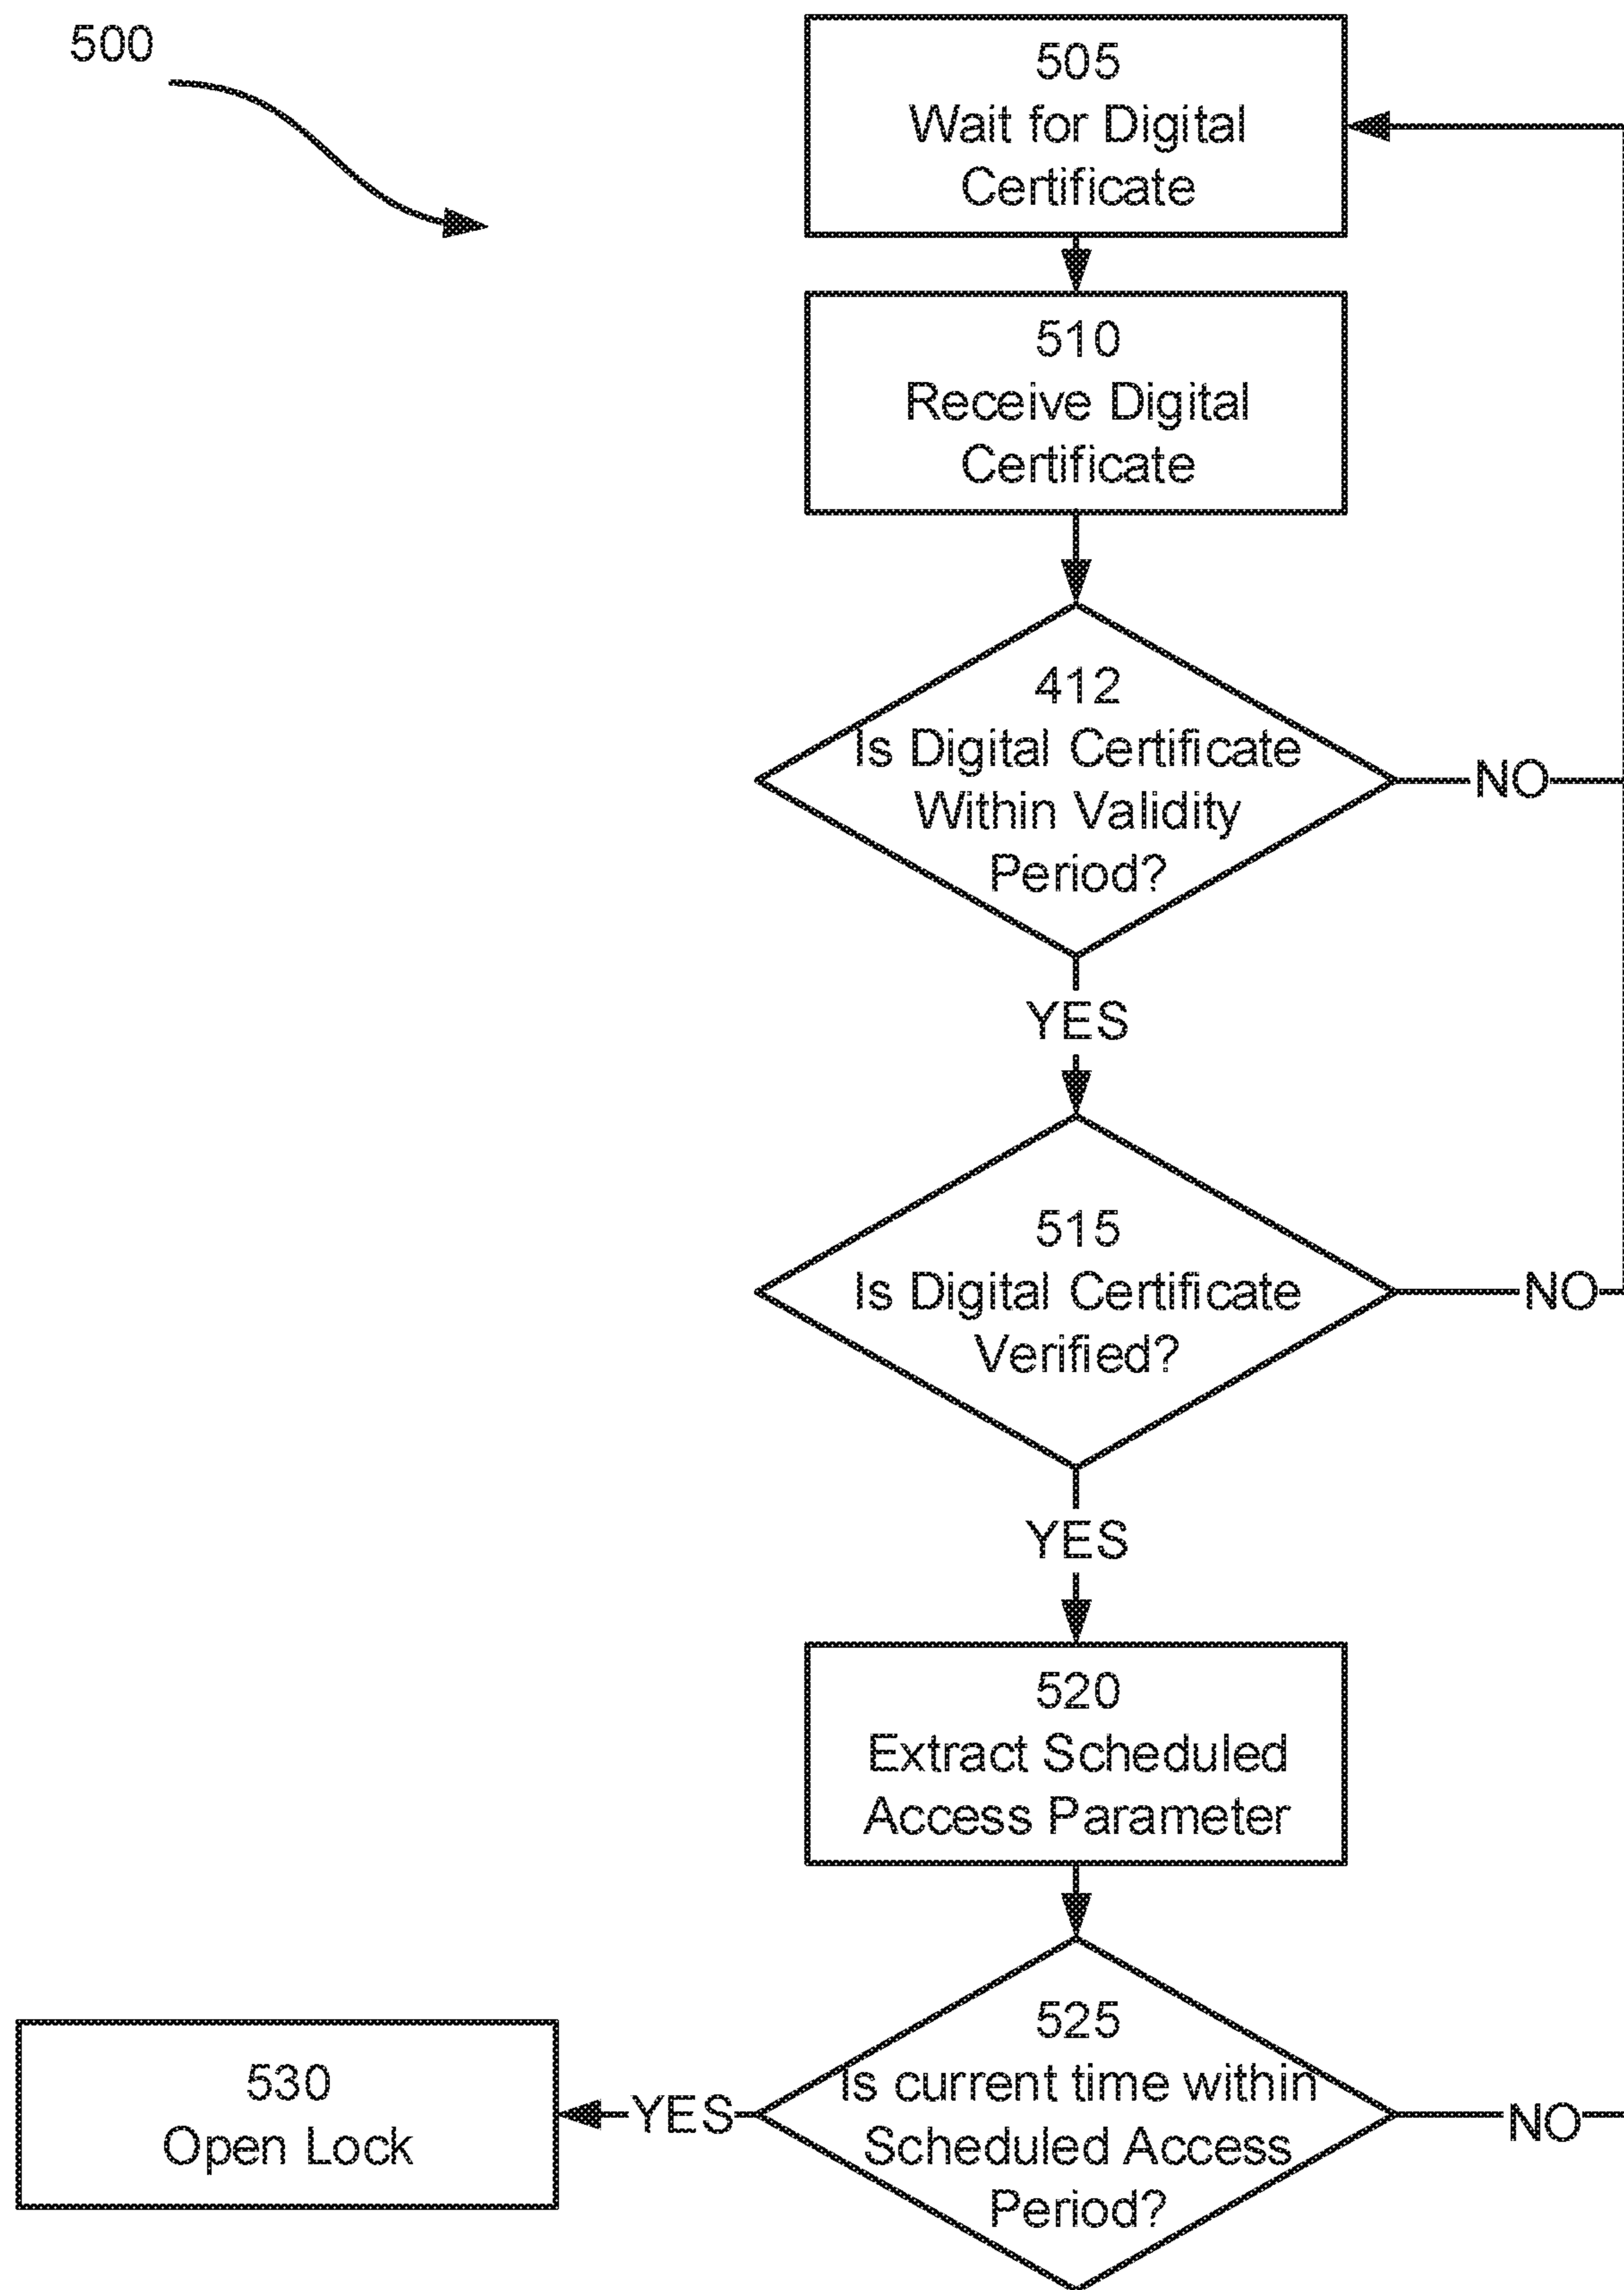 500
505
Wait for Digital
Certificate
510
Receive Digital
Certificate
412
Is Digital Certificate
Within Validity
Period?
NO
YES
515
Is Digital Certificate
Verified?
NO
YES
520
Extract Scheduled
Access Parameter
525
Is current time within
Scheduled Access
Period?
NO
YES
530
Open Lock